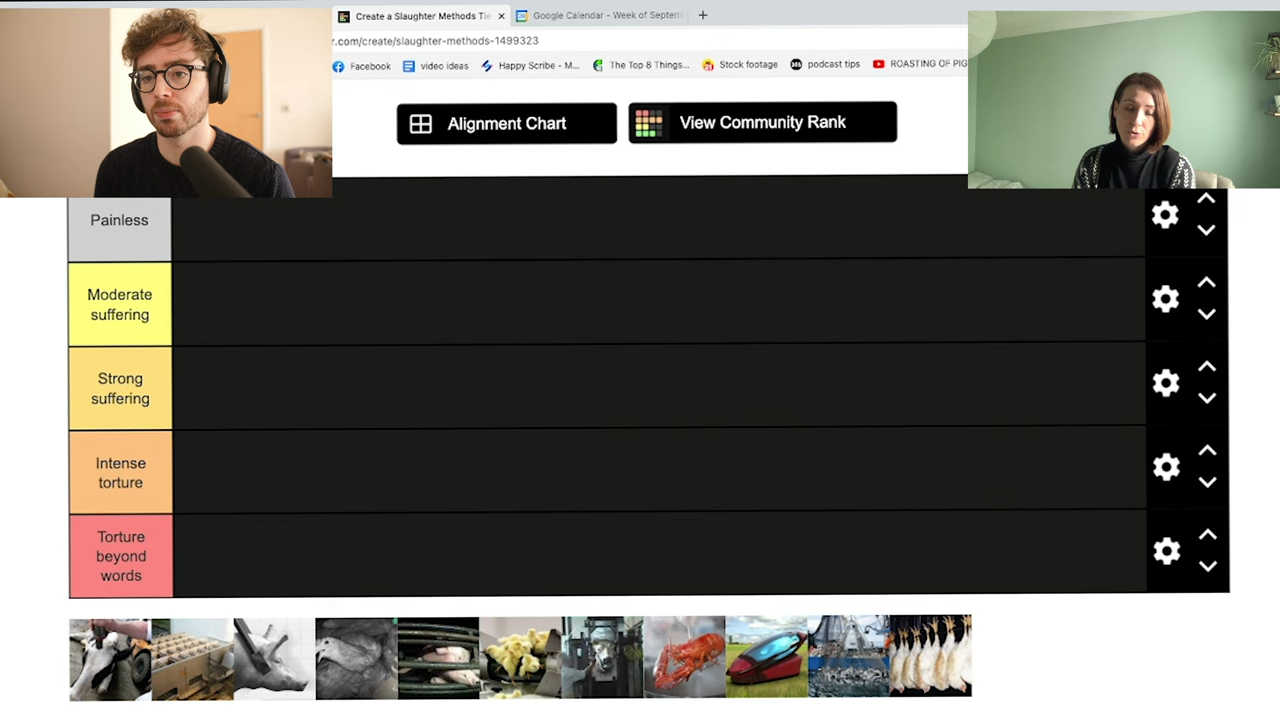 Create a Slaughter Methods Tie
Google Calendar - Week of Septem
r.com/create/slaughter-methods-1499323
Facebook
video ideas
Happy Scribe - M...
The Top 8 Things...
Stock footage
podcast tips
ROASTING OF PIG
Alignment Chart
View Community Rank
Painless
Moderate
suffering
Strong
suffering
Intense
torture
Torture
beyond
words